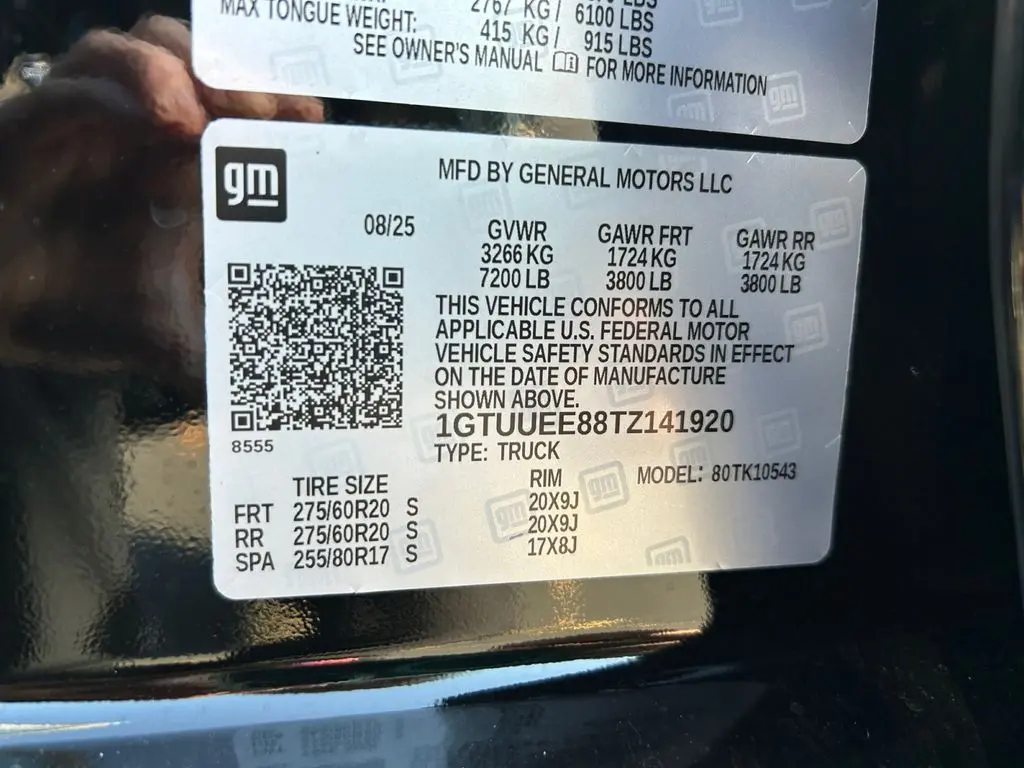 2767 KG/ 6100 LBS
MAX TONGUE WEIGHT: 415 KG/ 915 LBS
SEE OWNER'S MANUAL FOR MORE INFORMATION
gm
MFD BY GENERAL MOTORS LLC
08/25
GVWR GAWR FRT GAWR RR
3266 KG 1724 KG 1724 KG
7200 LB 3800 LB 3800 LB
THIS VEHICLE CONFORMS TO ALL
APPLICABLE U.S. FEDERAL MOTOR
VEHICLE SAFETY STANDARDS IN EFFECT
ON THE DATE OF MANUFACTURE
SHOWN ABOVE.
1GTUUEE88TZ141920
8555
TYPE: TRUCK
MODEL: 80TK10543
TIRE SIZE RIM
FRT 275/60R20 S 20X9J
RR 275/60R20 S 20X9J
SPA 255/80R17 S 17X8J